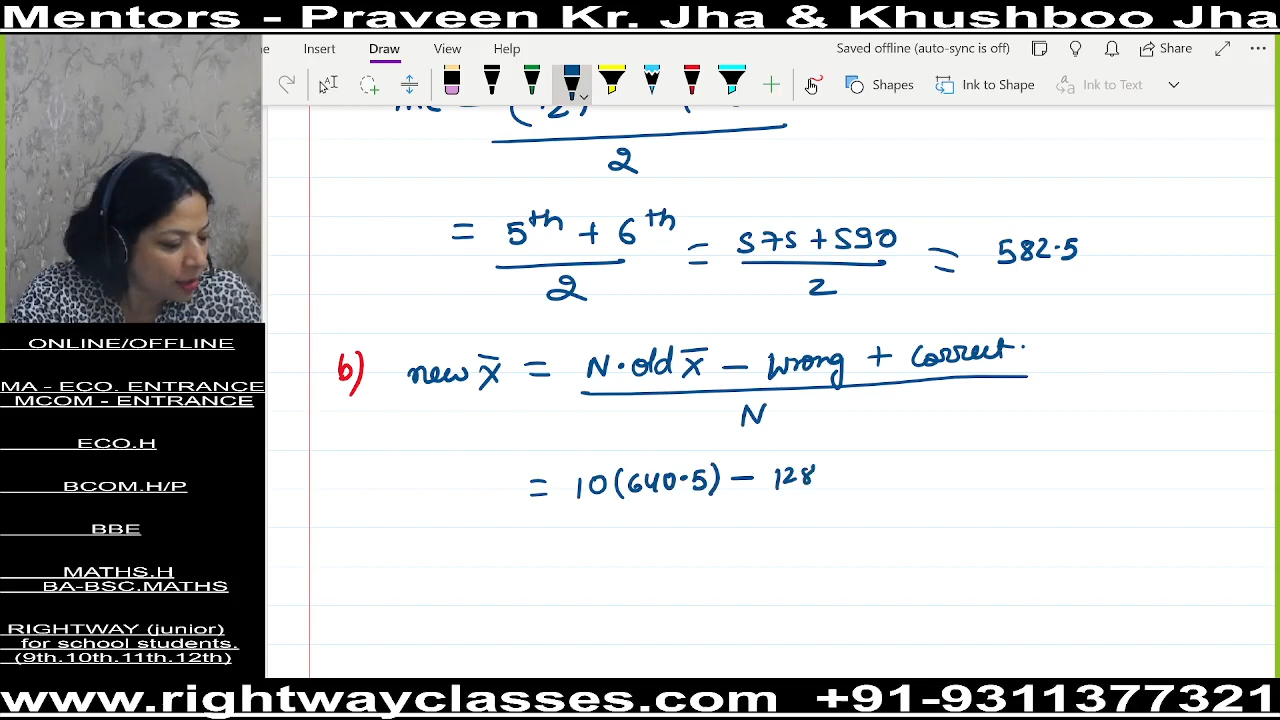 Mentors - Praveen Kr. Jha & Khushboo Jha
Insert Draw View Help Saved offline (auto-sync is off) Share
Shapes Ink to Shape Ink to Text
2
= 5th + 6th / 2 = 575 + 590 / 2 = 582.5
b) new x̄ = N. old x̄ - wrong + correct. / N
= 10(640.5) - 128
ONLINE/OFFLINE
MA - ECO. ENTRANCE
MCOM - ENTRANCE
ECO.H
BCOM.H/P
BBE
MATHS.H
BA-BSC.MATHS
RIGHTWAY (junior)
for school students.
(9th.10th.11th.12th)
www.rightwayclasses.com +91-9311377321